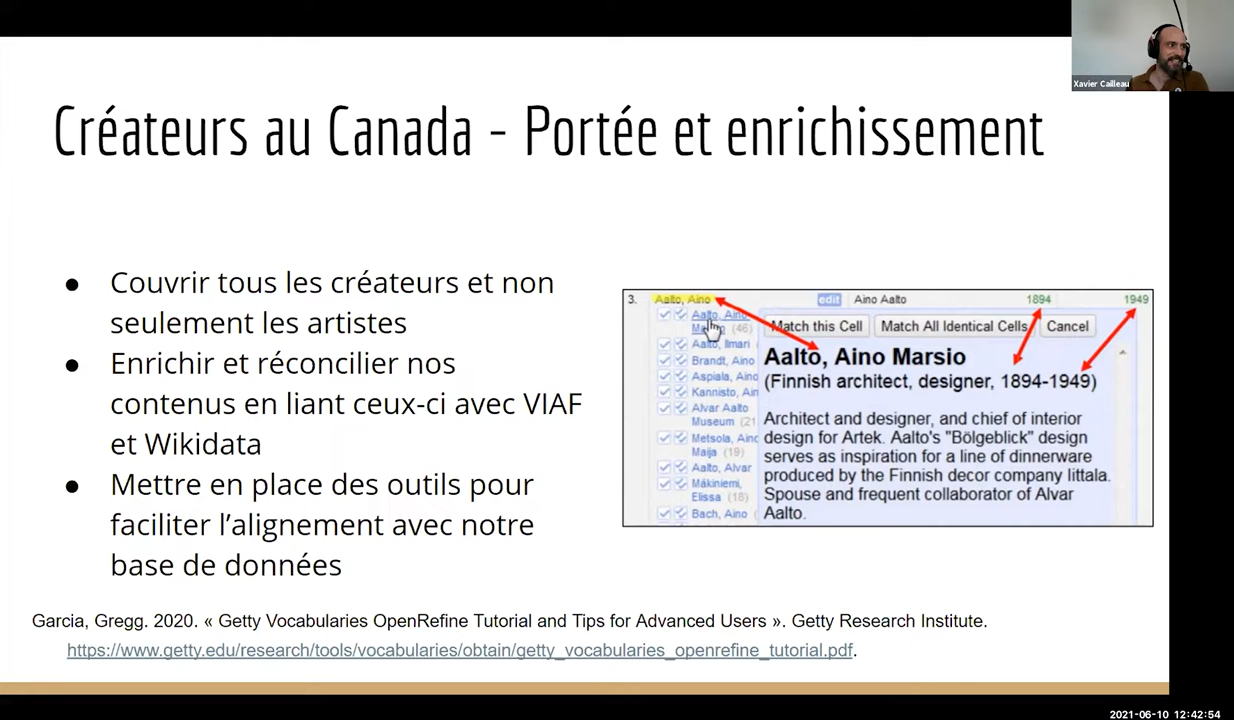 Xavier Cailleau
Créateurs au Canada - Portée et enrichissement
● Couvrir tous les créateurs et non
seulement les artistes
● Enrichir et réconcilier nos
contenus en liant ceux-ci avec VIAF
et Wikidata
● Mettre en place des outils pour
faciliter l'alignement avec notre
base de données
3. Aalto, Aino edit Aino Aalto 1894 1949
Aalto, Aino
(46)
Aalto, Ilmari
Brandt, Aino
Aspiala, Aino
Kannisto, Ain
Alvar Aalto
Museum (21
Metsola, Aino
Maija (19)
Aalto, Alvar
Mäkiniemi,
Elissa (18)
Bach, Aino
Match this Cell Match All Identical Cells Cancel
Aalto, Aino Marsio
(Finnish architect, designer, 1894-1949)
Architect and designer, and chief of interior
design for Artek. Aalto's "Bölgeblick" design
serves as inspiration for a line of dinnerware
produced by the Finnish decor company Iittala.
Spouse and frequent collaborator of Alvar
Aalto.
Garcia, Gregg. 2020. « Getty Vocabularies OpenRefine Tutorial and Tips for Advanced Users ». Getty Research Institute.
https://www.getty.edu/research/tools/vocabularies/obtain/getty_vocabularies_openrefine_tutorial.pdf.
2021-06-10 12:42:54